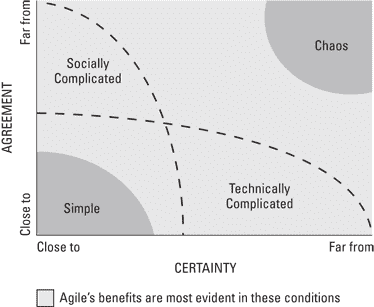 Far from
AGREEMENT
Close to
Socially
Complicated
Chaos
Simple
Technically
Complicated
Close to
Far from
CERTAINTY
Agile's benefits are most evident in these conditions